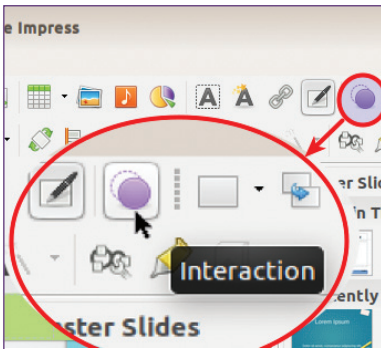 e Impress
er Slid
n T
Interaction
ently
ster Slides